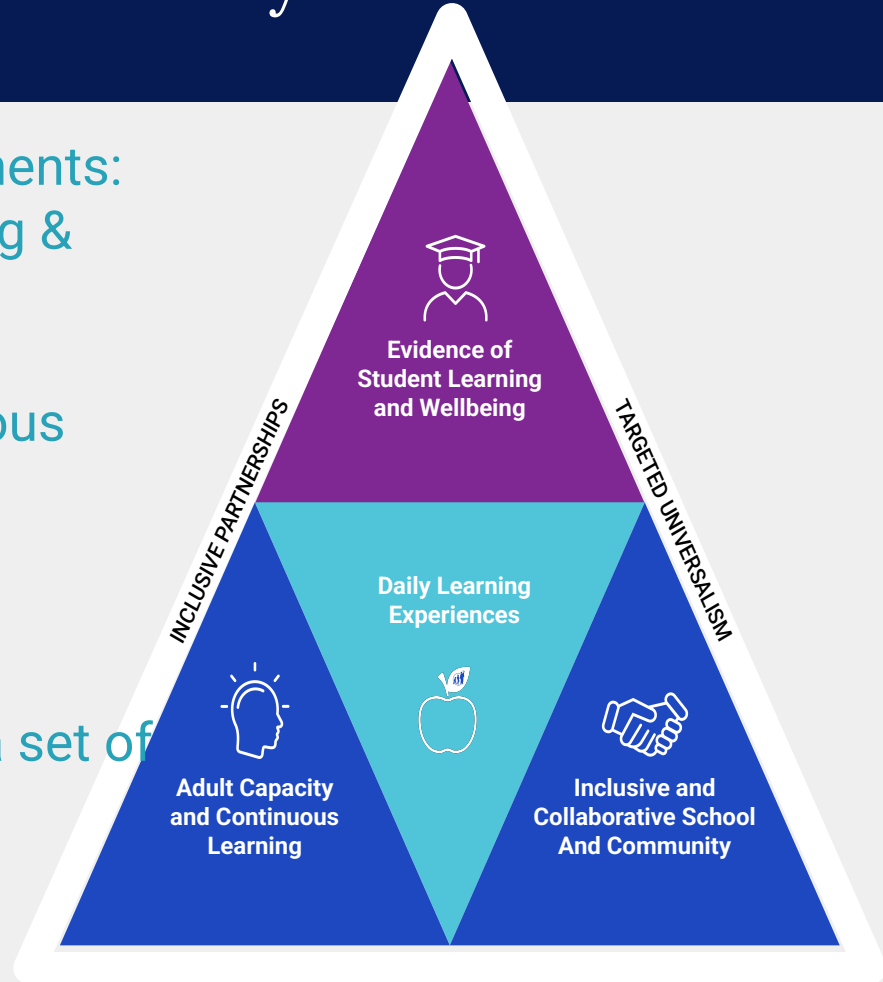 y
nents:
g &
ous
a set of
Evidence of
Student Learning
and Wellbeing
INCLUSIVE PARTNERSHIPS
TARGETED UNIVERSALISM
Daily Learning
Experiences
Adult Capacity
and Continuous
Learning
Inclusive and
Collaborative School
And Community